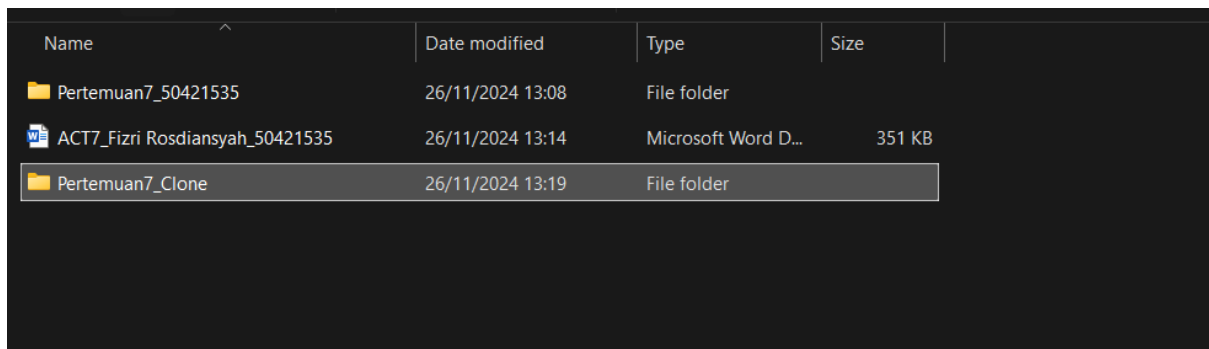 Name Date modified Type Size
Pertemuan7_50421535 26/11/2024 13:08 File folder
ACT7_Fizri Rosdiansyah_50421535 26/11/2024 13:14 Microsoft Word D... 351 KB
Pertemuan7_Clone 26/11/2024 13:19 File folder